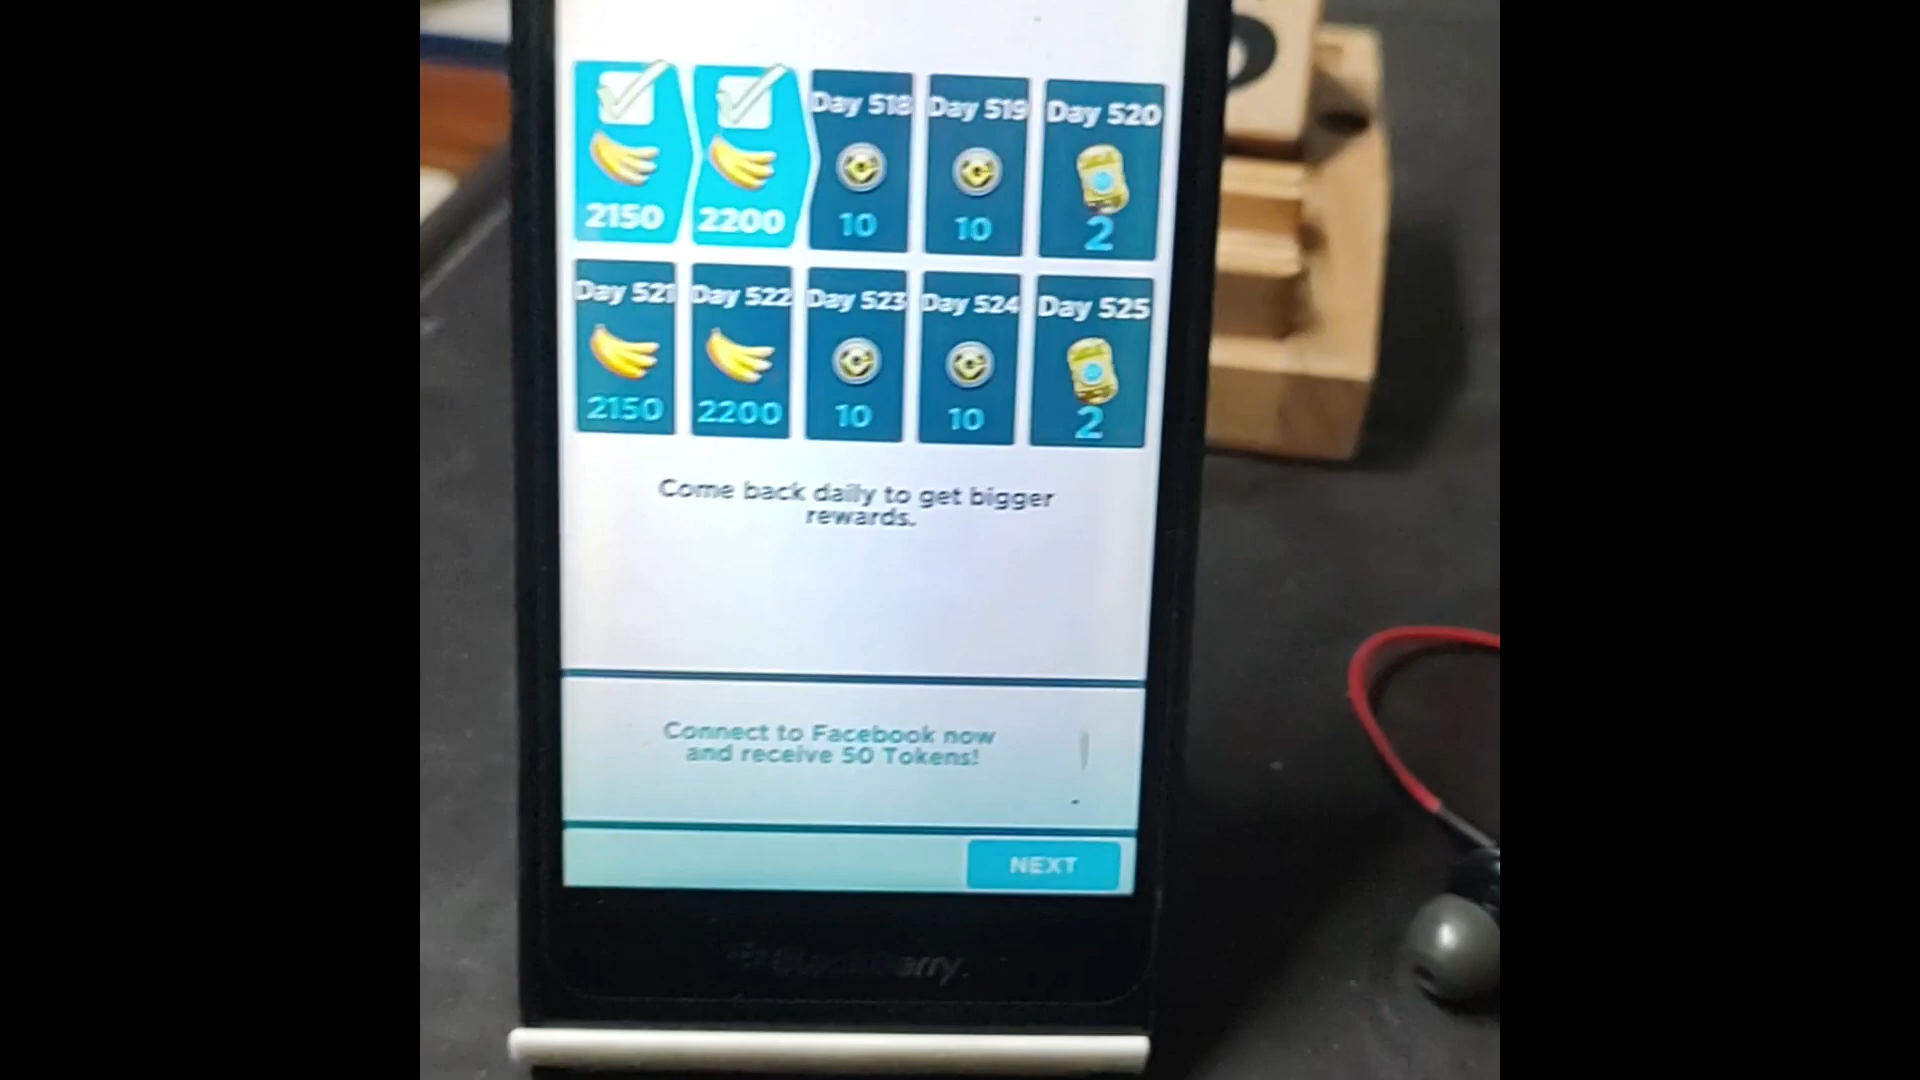 Day 518 Day 519 Day 520
2150 2200 10 10 2
Day 521 Day 522 Day 523 Day 524 Day 525
2150 2200 10 10 2
Come back daily to get bigger
rewards.
Connect to Facebook now
and receive 50 Tokens!
NEXT
BlackBerry